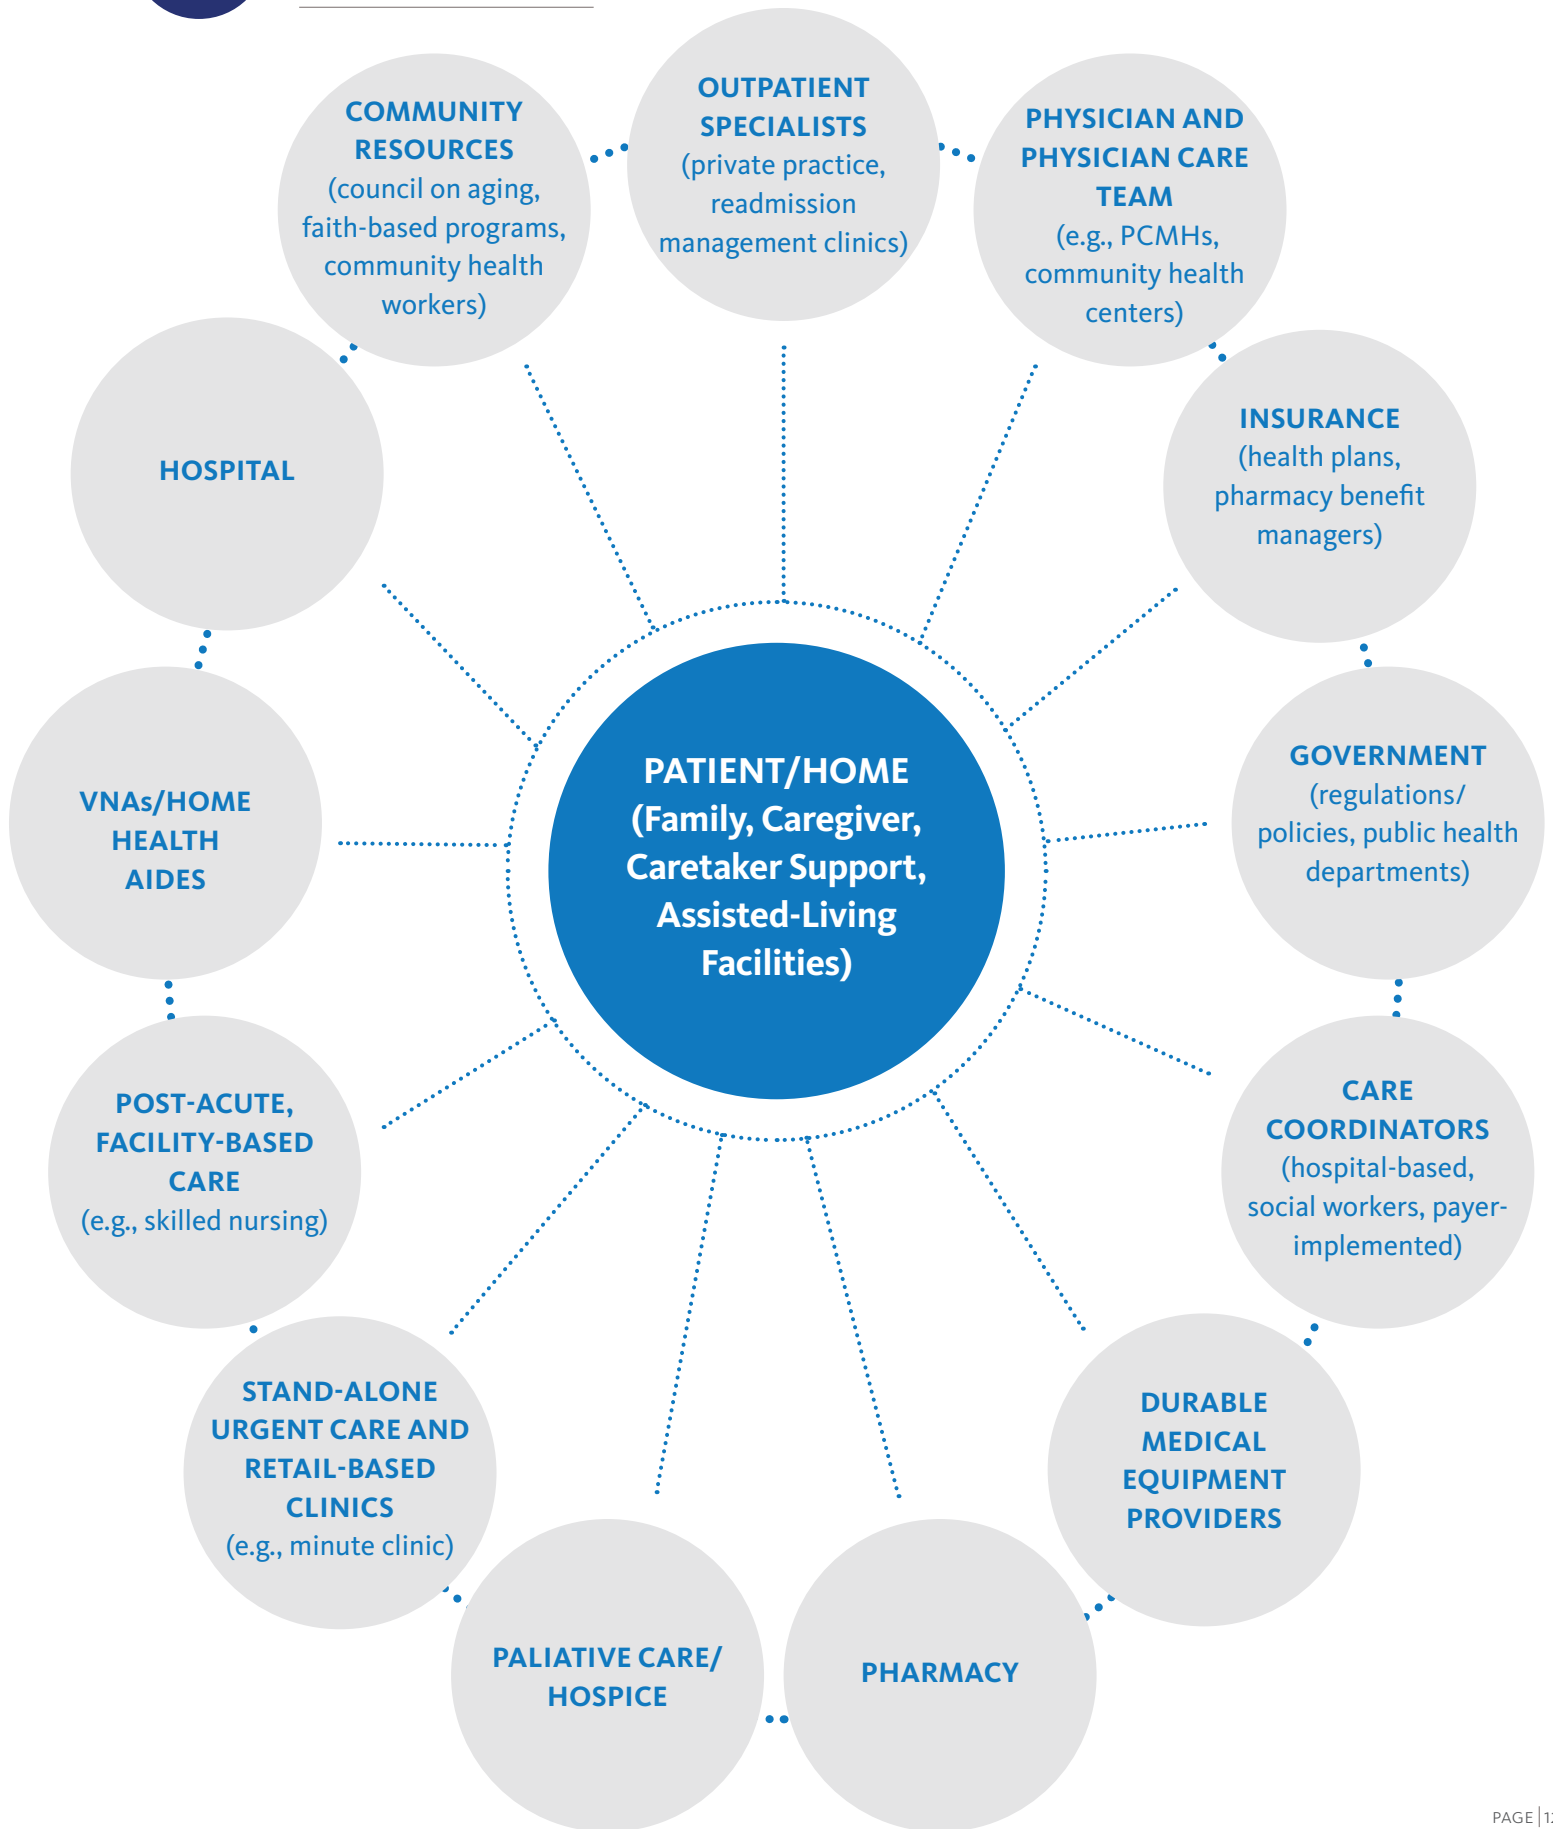 COMMUNITY
RESOURCES
(council on aging,
faith-based programs,
community health
workers)
OUTPATIENT
SPECIALISTS
(private practice,
readmission
management clinics)
PHYSICIAN AND
PHYSICIAN CARE
TEAM
(e.g., PCMHs,
community health
centers)
INSURANCE
(health plans,
pharmacy benefit
managers)
GOVERNMENT
(regulations/
policies, public health
departments)
CARE
COORDINATORS
(hospital-based,
social workers, payer-
implemented)
DURABLE
MEDICAL
EQUIPMENT
PROVIDERS
PHARMACY
PALIATIVE CARE/
HOSPICE
STAND-ALONE
URGENT CARE AND
RETAIL-BASED
CLINICS
(e.g., minute clinic)
POST-ACUTE,
FACILITY-BASED
CARE
(e.g., skilled nursing)
VNAs/HOME
HEALTH
AIDES
HOSPITAL
PATIENT/HOME
(Family, Caregiver,
Caretaker Support,
Assisted-Living
Facilities)
PAGE